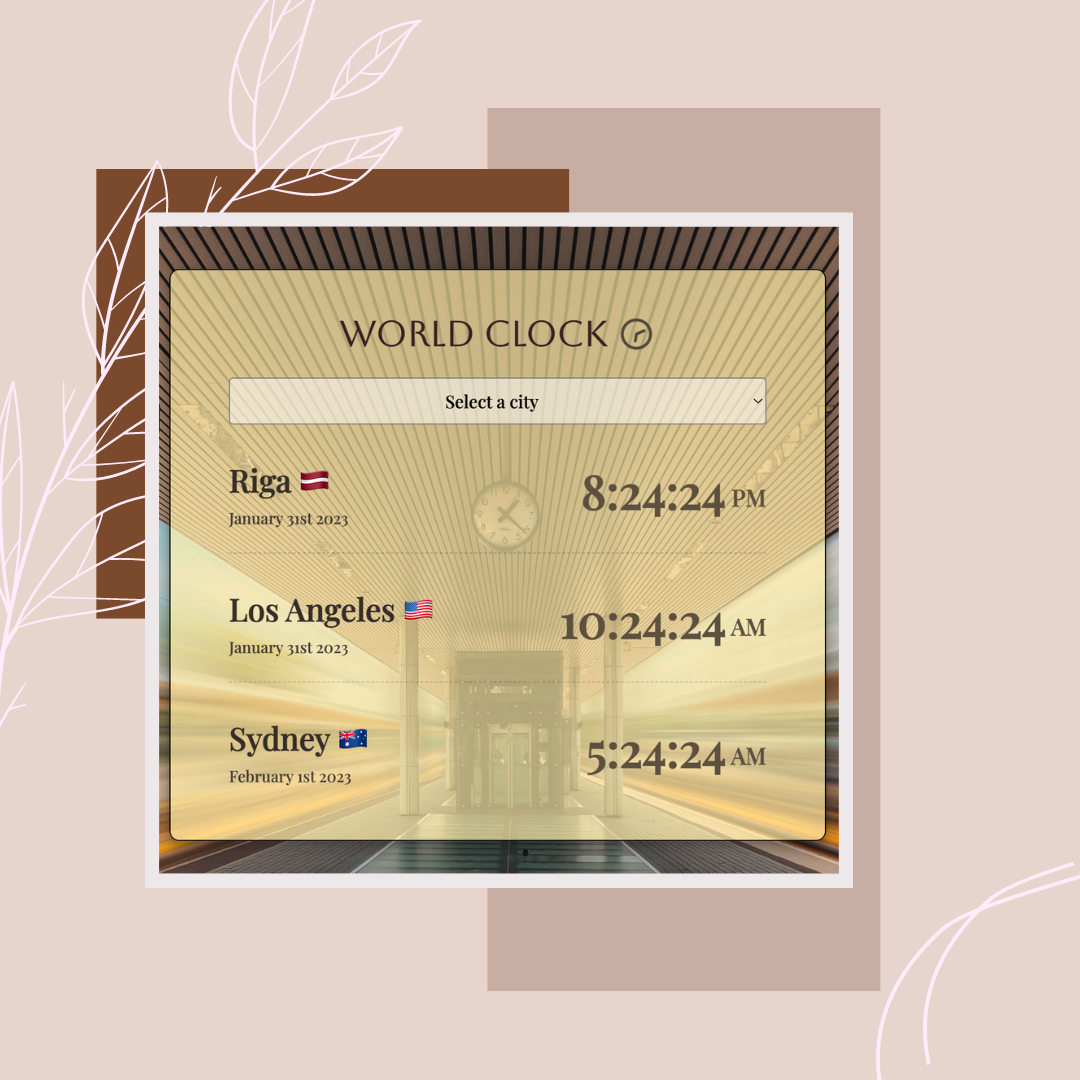 WORLD CLOCK
Select a city
Riga
8:24:24 PM
January 31st 2023
Los Angeles
10:24:24 AM
January 31st 2023
Sydney
5:24:24 AM
February 1st 2023